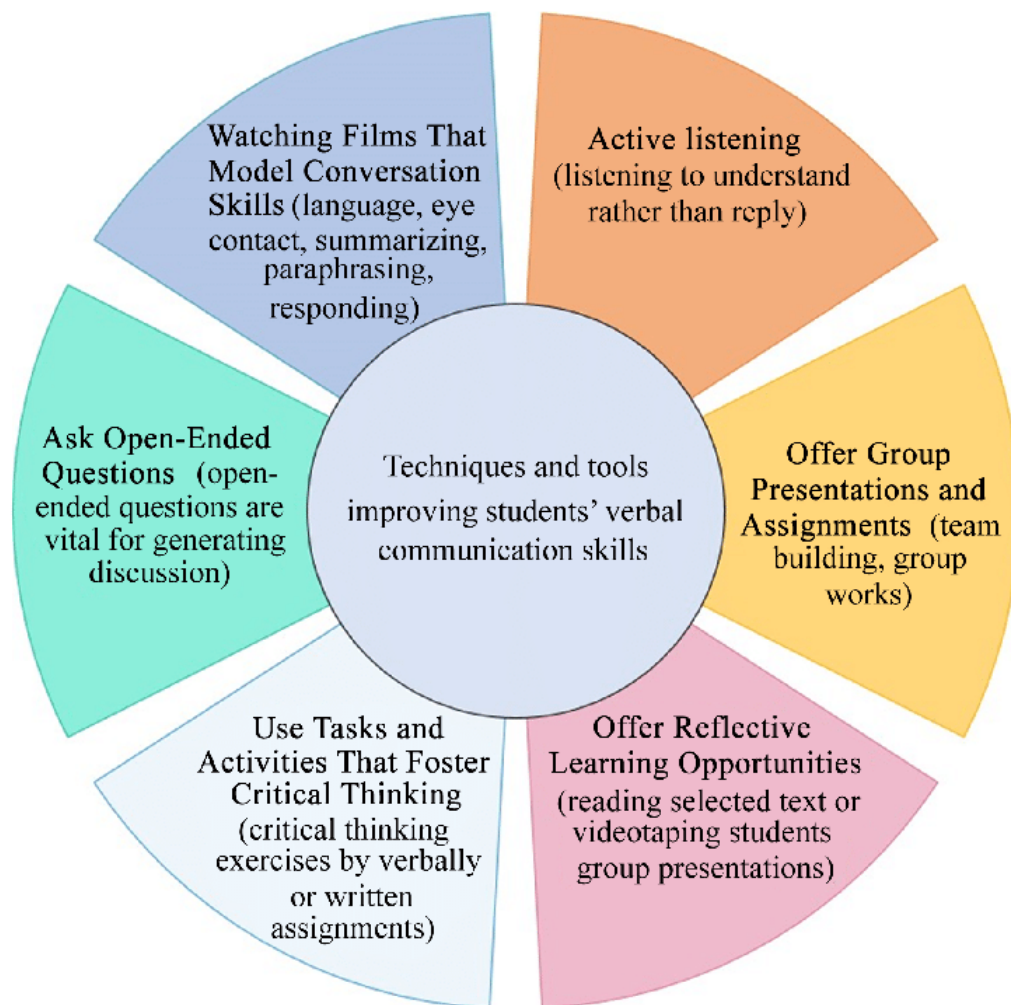 Watching Films That
Model Conversation
Skills (language, eye
contact, summarizing,
paraphrasing,
responding)
Active listening
(listening to understand
rather than reply)
Offer Group
Presentations and
Assignments (team
building, group
works)
Offer Reflective
Learning Opportunities
(reading selected text or
videotaping students
group presentations)
Use Tasks and
Activities That Foster
Critical Thinking
(critical thinking
exercises by verbally
or written
assignments)
Ask Open-Ended
Questions (open-
ended questions are
vital for generating
discussion)
Techniques and tools
improving students’ verbal
communication skills